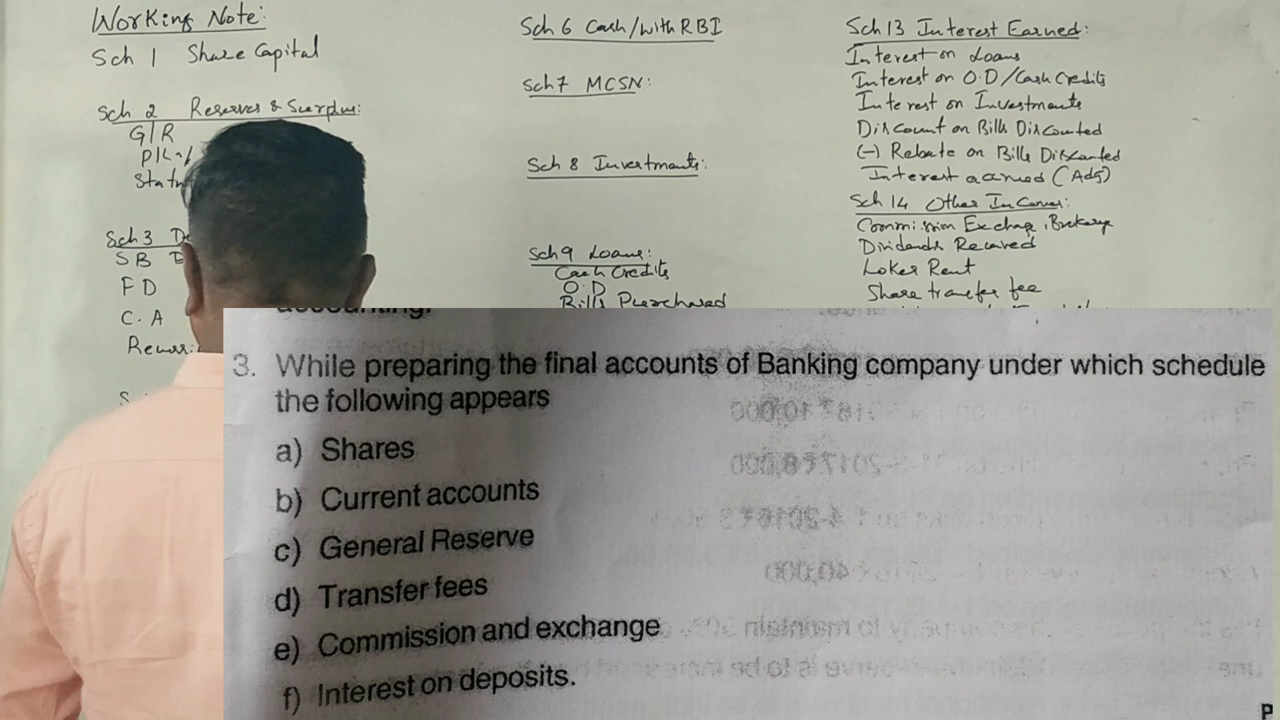 Working Note:
Sch 1 Share Capital
Sch 2 Reserves & Surplus:
G/R
P/L
Statu
Sch 3 De
SB D
FD
C.A
Sch 6 Cash/with RBI
Sch 7 MCSN:
Sch 8 Investments:
Sch 9 Loans:
Cash Credits
O.D
Bills Purchased
Sch 13 Interest Earned:
Interest on Loans
Interest on O.D/Cash Credits
Interest on Investments
Discount on Bills Discounted
(-) Rebate on Bills Discounted
Interest accrued (Adj)
Sch 14 Other Income:
Commission Exchange, Brokerage
Dividends Received
Loker Rent
Share transfer fee
accounting.
3. While preparing the final accounts of Banking company under which schedule
the following appears
a) Shares
b) Current accounts
c) General Reserve
d) Transfer fees
e) Commission and exchange
f) Interest on deposits.
P